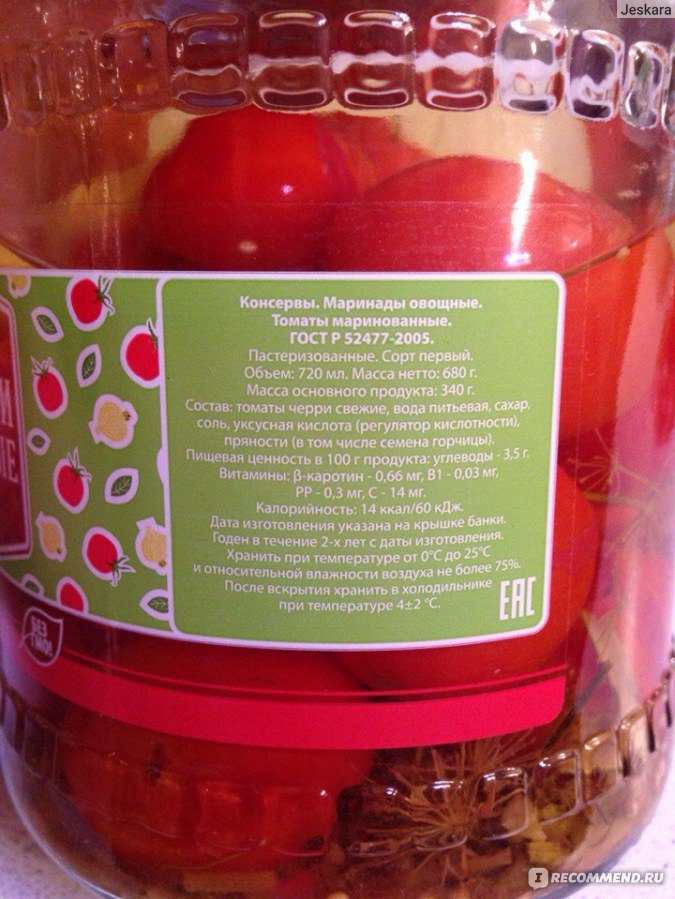 Jeskara
Консервы. Маринады овощные.
Томаты маринованные.
ГОСТ Р 52477-2005.
Пастеризованные. Сорт первый.
Объем: 720 мл. Масса нетто: 680 г.
Масса основного продукта: 340 г.
Состав: томаты черри свежие, вода питьевая, сахар,
соль, уксусная кислота (регулятор кислотности),
пряности (в том числе семена горчицы).
Пищевая ценность в 100 г продукта: углеводы - 3,5 г.
Витамины: β-каротин - 0,66 мг, В1 - 0,03 мг,
РР - 0,3 мг, С - 14 мг.
Калорийность: 14 ккал/60 кДж.
Дата изготовления указана на крышке банки.
Годен в течение 2-х лет с даты изготовления.
Хранить при температуре от 0°С до 25°С
и относительной влажности воздуха не более 75%.
После вскрытия хранить в холодильнике
при температуре 4±2 °С.
ЕАС
БЕЗ
ГМО!
I RECOMMEND.RU